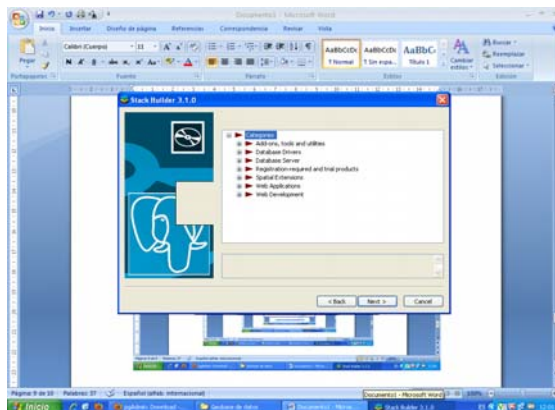 Documento1 - Microsoft Word
Inicio Insertar Diseño de página Referencias Correspondencia Revisar Vista
Calibri (Cuerpo) 11
Buscar
Reemplazar
Seleccionar
Pegar
AaBbCcDc AaBbCcDc AaBbC
¶ Normal ¶ Sin espa... Título 1
Cambiar estilos
Portapapeles Fuente Párrafo Estilos Edición
Stack Builder 3.1.0
Categories
Add-ons, tools and utilities
Database Drivers
Database Server
Registration-required and trial products
Spatial Extensions
Web Applications
Web Development
< Back Next > Cancel
Página: 9 de 10 Palabras: 37 Español (alfab. internacional) 100%
Documento1 - Microsoft Word
Inicio Gestione de datos Stack Builder 3.1.0